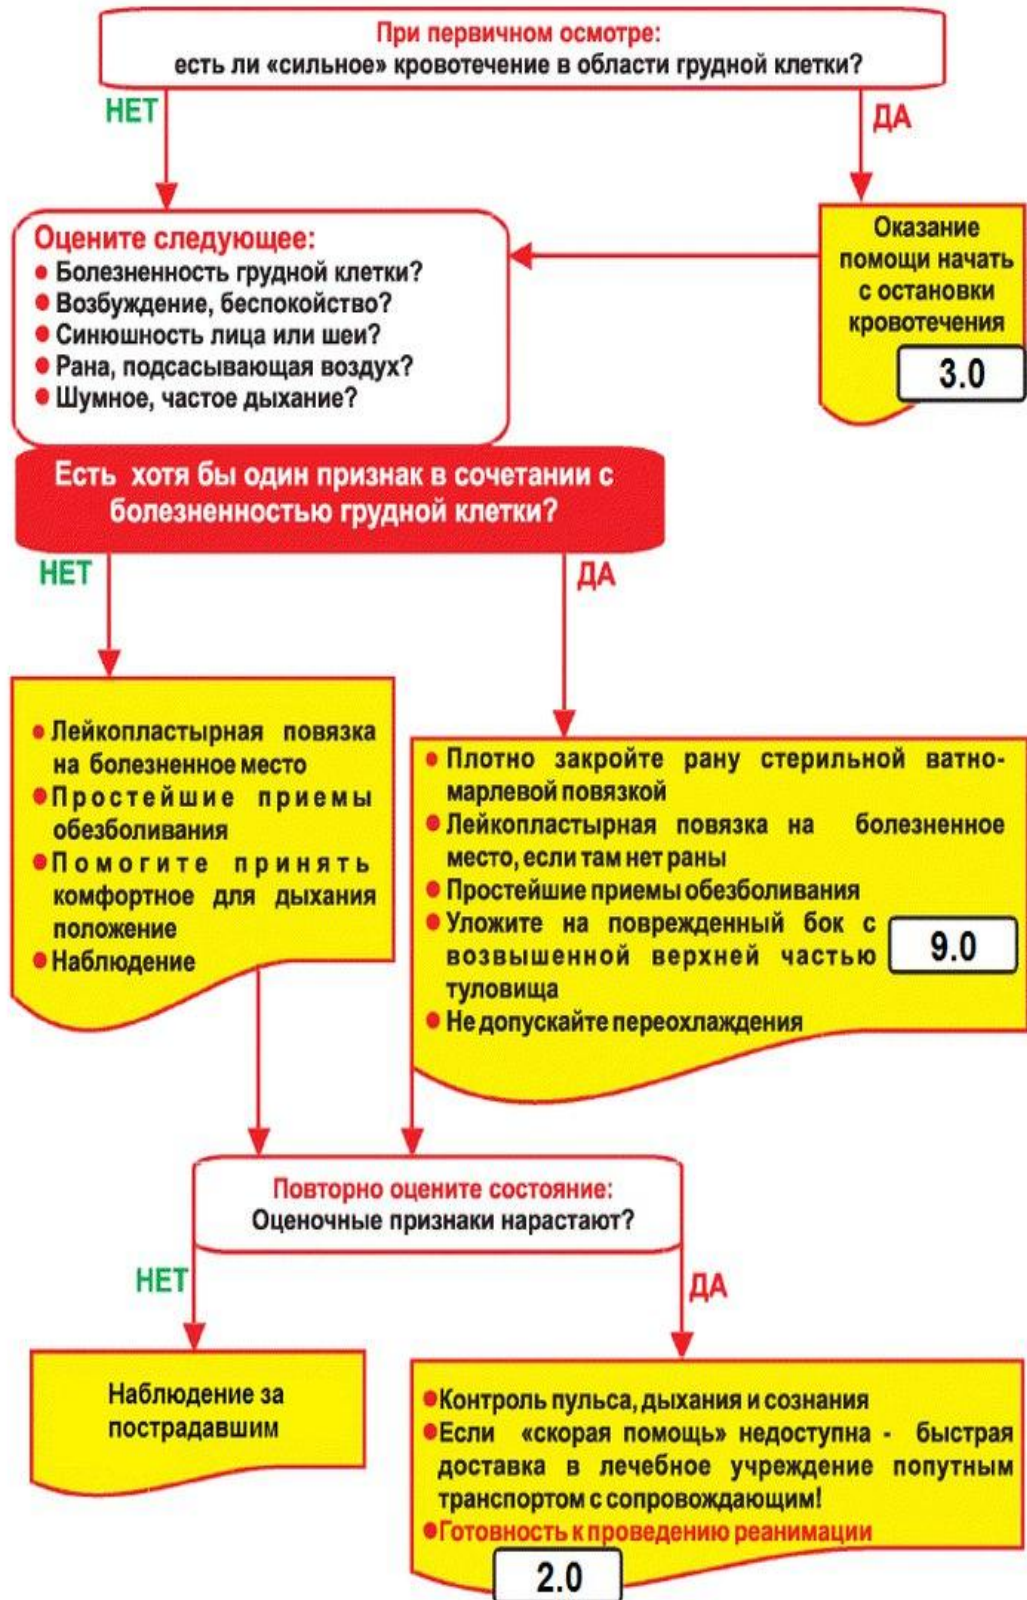 При первичном осмотре:
есть ли «сильное» кровотечение в области грудной клетки?
НЕТ
ДА
Оцените следующее:
● Болезненность грудной клетки?
● Возбуждение, беспокойство?
● Синюшность лица или шеи?
● Рана, подсасывающая воздух?
● Шумное, частое дыхание?
Оказание
помощи начать
с остановки
кровотечения
3.0
Есть хотя бы один признак в сочетании с
болезненностью грудной клетки?
НЕТ
ДА
● Лейкопластырная повязка
на болезненное место
● Простейшие приемы
обезболивания
● Помогите принять
комфортное для дыхания
положение
● Наблюдение
● Плотно закройте рану стерильной ватно-
марлевой повязкой
● Лейкопластырная повязка на болезненное
место, если там нет раны
● Простейшие приемы обезболивания
● Уложите на поврежденный бок с
возвышенной верхней частью
туловища
● Не допускайте переохлаждения
9.0
Повторно оцените состояние:
Оценочные признаки нарастают?
НЕТ
ДА
Наблюдение за
пострадавшим
● Контроль пульса, дыхания и сознания
● Если «скорая помощь» недоступна - быстрая
доставка в лечебное учреждение попутным
транспортом с сопровождающим!
● Готовность к проведению реанимации
2.0